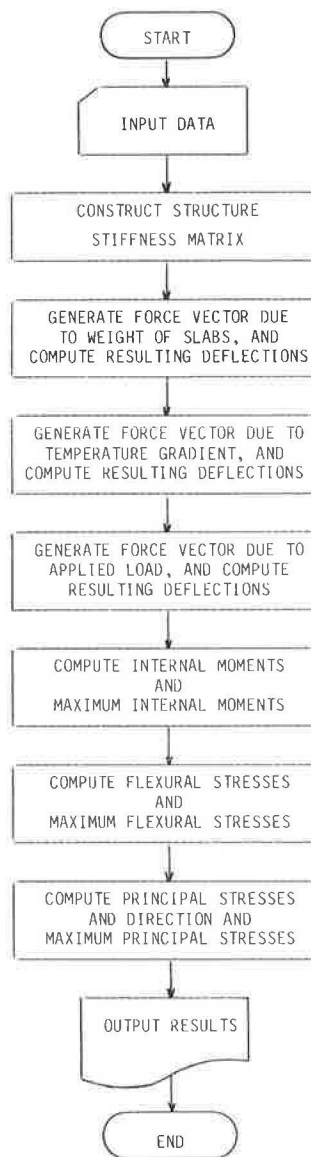 START
INPUT DATA
CONSTRUCT STRUCTURE
STIFFNESS MATRIX
GENERATE FORCE VECTOR DUE
TO WEIGHT OF SLABS, AND
COMPUTE RESULTING DEFLECTIONS
GENERATE FORCE VECTOR DUE TO
TEMPERATURE GRADIENT, AND
COMPUTE RESULTING DEFLECTIONS
GENERATE FORCE VECTOR DUE TO
APPLIED LOAD, AND COMPUTE
RESULTING DEFLECTIONS
COMPUTE INTERNAL MOMENTS
AND
MAXIMUM INTERNAL MOMENTS
COMPUTE FLEXURAL STRESSES
AND
MAXIMUM FLEXURAL STRESSES
COMPUTE PRINCIPAL STRESSES
AND DIRECTION AND
MAXIMUM PRINCIPAL STRESSES
OUTPUT RESULTS
END